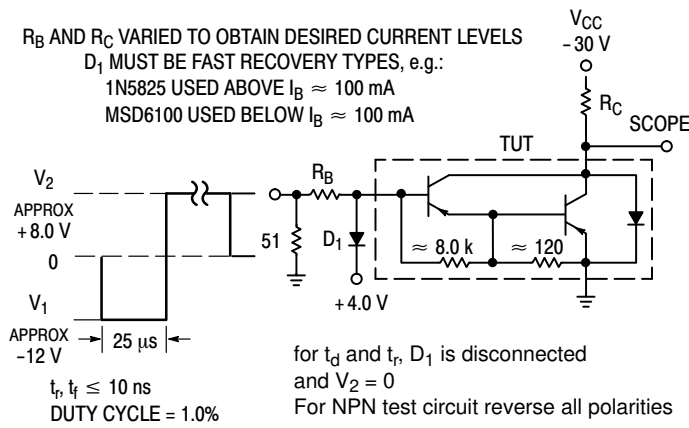 R_B AND R_C VARIED TO OBTAIN DESIRED CURRENT LEVELS
D_1 MUST BE FAST RECOVERY TYPES, e.g.:
1N5825 USED ABOVE I_B ≈ 100 mA
MSD6100 USED BELOW I_B ≈ 100 mA
V_CC
-30 V
R_C
SCOPE
TUT
V_2
APPROX
+8.0 V
0
V_1
APPROX
-12 V
25 μs
t_r, t_f ≤ 10 ns
DUTY CYCLE = 1.0%
R_B
51
D_1
+4.0 V
≈ 8.0 k
≈ 120
for t_d and t_r, D_1 is disconnected
and V_2 = 0
For NPN test circuit reverse all polarities